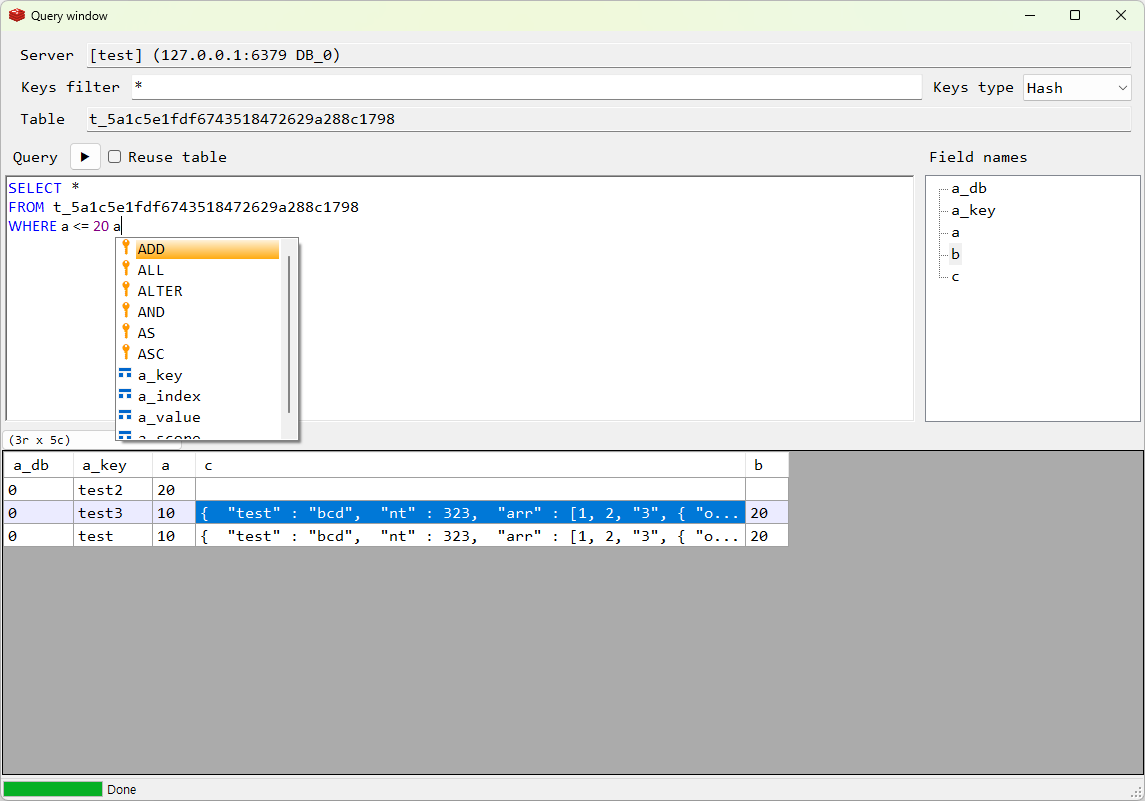 Query window
Server [test] (127.0.0.1:6379 DB_0)
Keys filter * Keys type Hash
Table t_5a1c5e1fdf6743518472629a288c1798
Query Reuse table Field names
SELECT *
FROM t_5a1c5e1fdf6743518472629a288c1798
WHERE a <= 20 a
ADD
ALL
ALTER
AND
AS
ASC
a_key
a_index
a_value
a_score
a_db
a_key
a
b
c
(3r x 5c)
a_db a_key a c b
0 test2 20
0 test3 10 { "test" : "bcd", "nt" : 323, "arr" : [1, 2, "3", { "o... 20
0 test 10 { "test" : "bcd", "nt" : 323, "arr" : [1, 2, "3", { "o... 20
Done